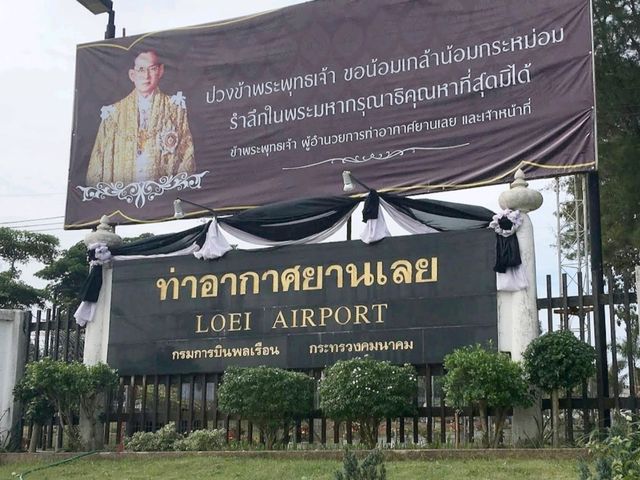 ปวงข้าพระพุทธเจ้า ขอน้อมเกล้าน้อมกระหม่อม
รำลึกในพระมหากรุณาธิคุณหาที่สุดมิได้
ข้าพระพุทธเจ้า ผู้อำนวยการท่าอากาศยานเลย และเจ้าหน้าที่
ท่าอากาศยานเลย
LOEI AIRPORT
กรมการบินพลเรือน กระทรวงคมนาคม